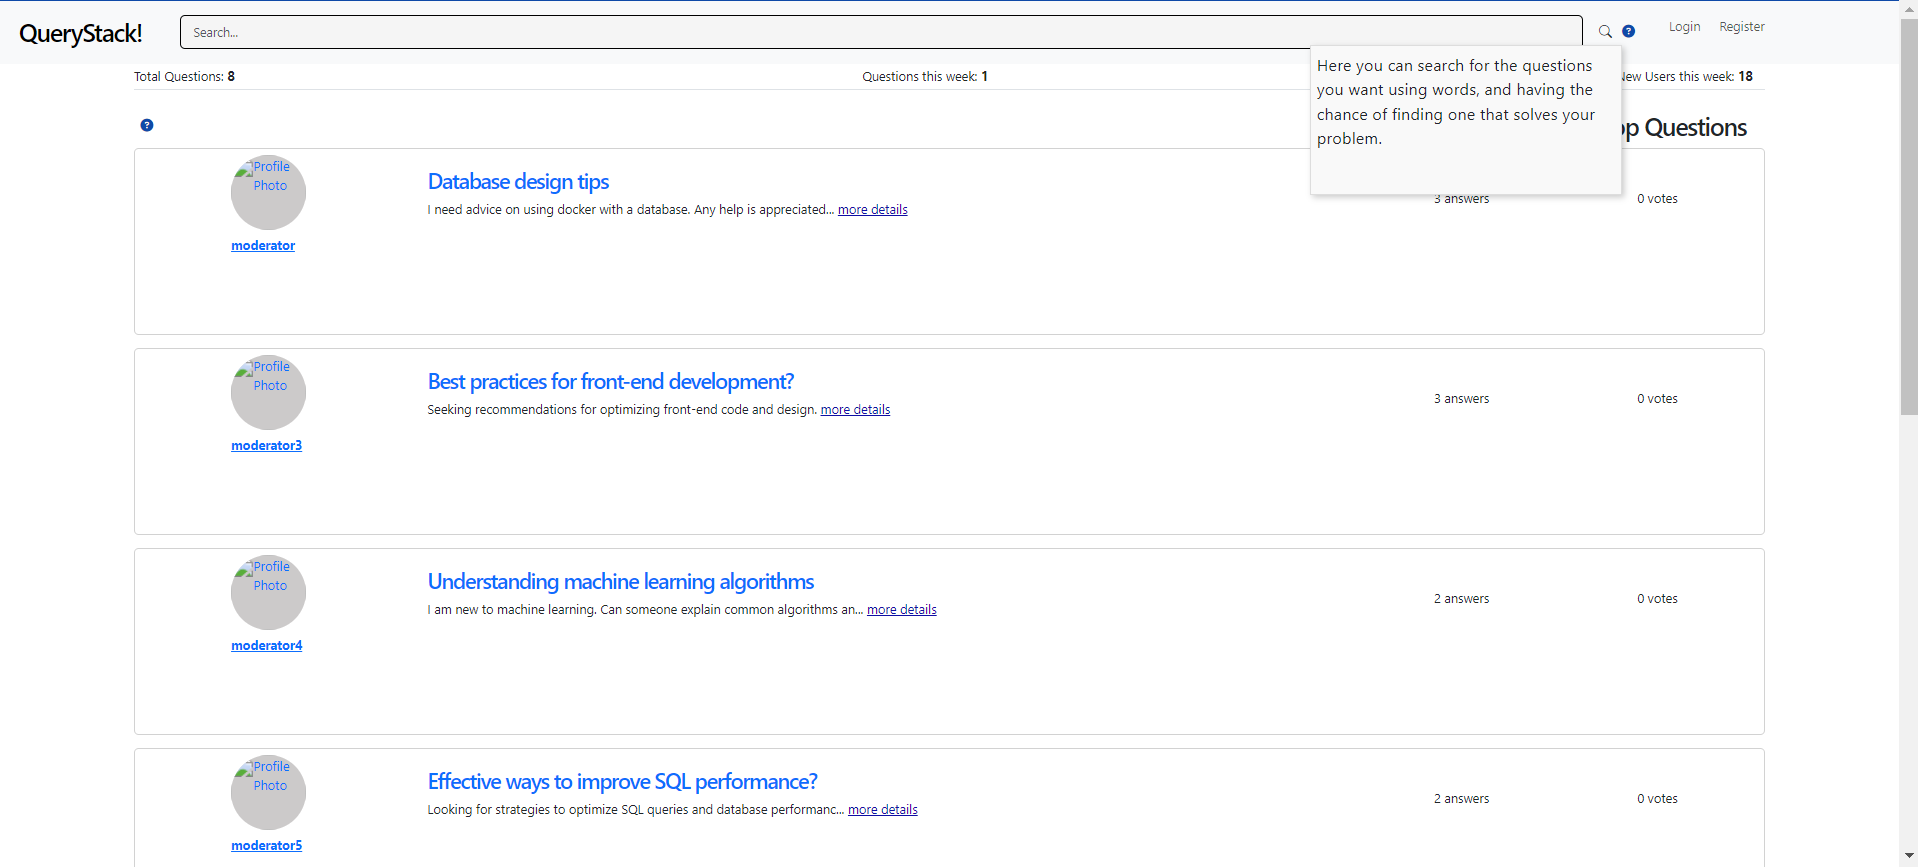 QueryStack!
Search...
?
Login
Register
Total Questions: 8
Questions this week: 1
New Users this week: 18
Here you can search for the questions
you want using words, and having the
chance of finding one that solves your
problem.
?
op Questions
Profile
Photo
moderator
Database design tips
I need advice on using docker with a database. Any help is appreciated... more details
3 answers
0 votes
Profile
Photo
moderator3
Best practices for front-end development?
Seeking recommendations for optimizing front-end code and design. more details
3 answers
0 votes
Profile
Photo
moderator4
Understanding machine learning algorithms
I am new to machine learning. Can someone explain common algorithms an... more details
2 answers
0 votes
Profile
Photo
moderator5
Effective ways to improve SQL performance?
Looking for strategies to optimize SQL queries and database performanc... more details
2 answers
0 votes